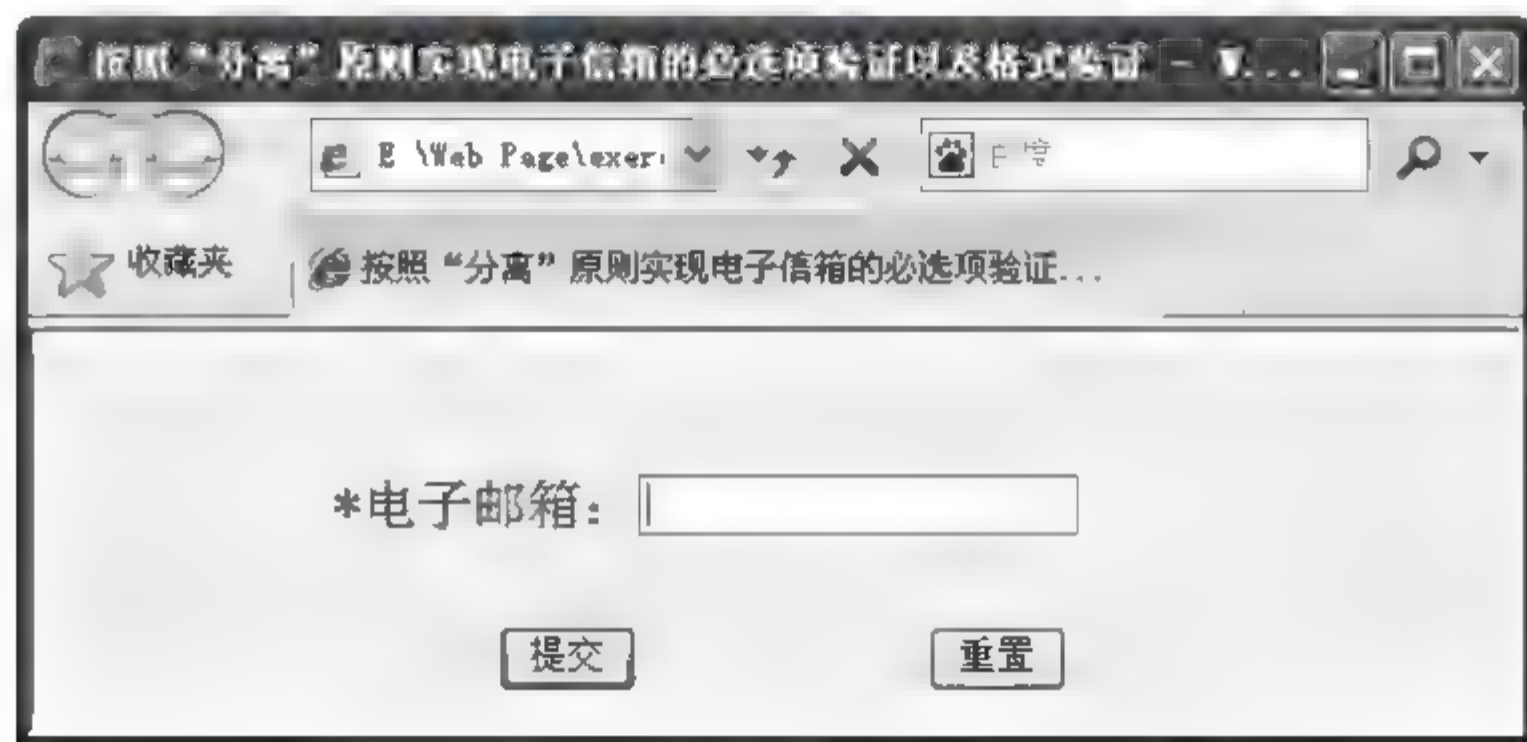 按照“分离”原则实现电子信箱的必选项验证以及格式验证 - W...
E \Web Page\exer
收藏夹
按照“分离”原则实现电子信箱的必选项验证...
*电子邮箱：
提交
重置